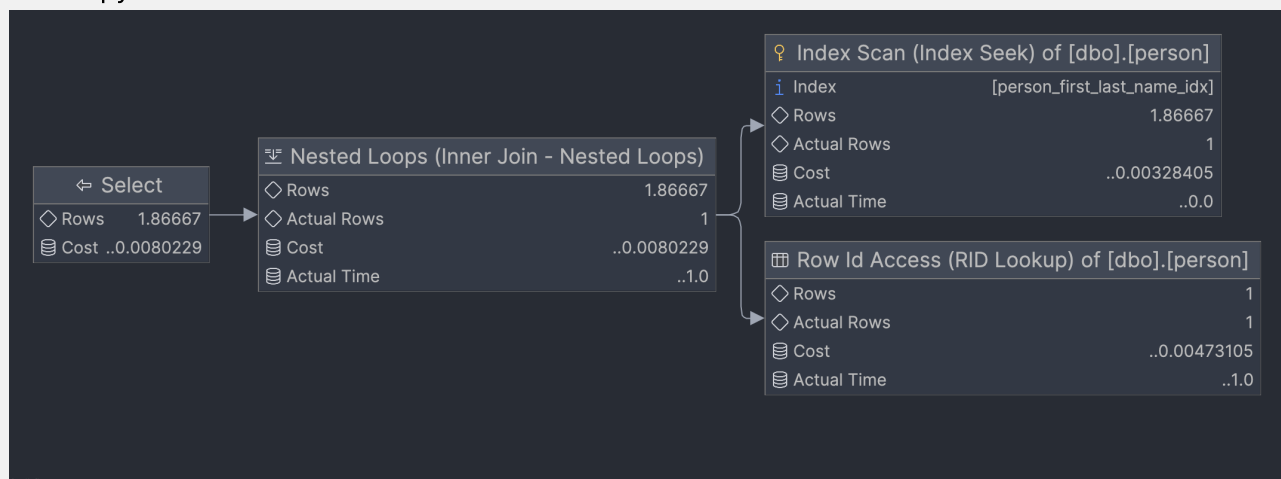 Select
Rows 1.86667
Cost ..0.0080229
Nested Loops (Inner Join - Nested Loops)
Rows 1.86667
Actual Rows 1
Cost ..0.0080229
Actual Time ..1.0
Index Scan (Index Seek) of [dbo].[person]
i Index [person_first_last_name_idx]
Rows 1.86667
Actual Rows 1
Cost ..0.00328405
Actual Time ..0.0
Row Id Access (RID Lookup) of [dbo].[person]
Rows 1
Actual Rows 1
Cost ..0.00473105
Actual Time ..1.0